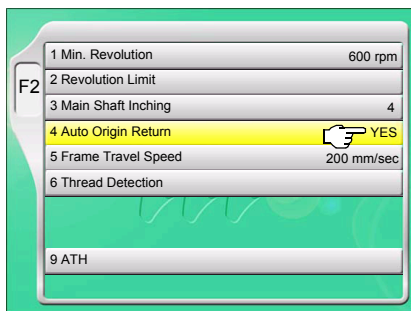 F2
1 Min. Revolution 600 rpm
2 Revolution Limit
3 Main Shaft Inching 4
4 Auto Origin Return YES
5 Frame Travel Speed 200 mm/sec
6 Thread Detection
9 ATH